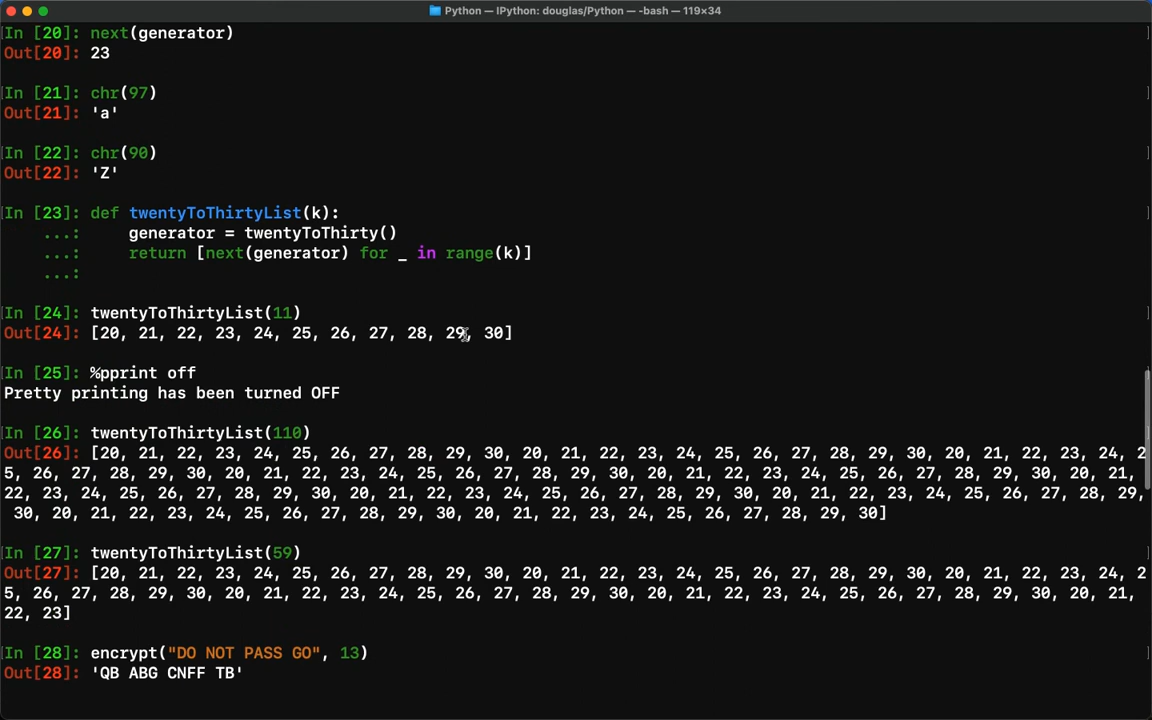 Python — IPython: douglas/Python — -bash — 119×34
In [20]: next(generator)
Out[20]: 23
In [21]: chr(97)
Out[21]: 'a'
In [22]: chr(90)
Out[22]: 'Z'
In [23]: def twentyToThirtyList(k):
...:     generator = twentyToThirty()
...:     return [next(generator) for _ in range(k)]
...:
In [24]: twentyToThirtyList(11)
Out[24]: [20, 21, 22, 23, 24, 25, 26, 27, 28, 29, 30]
In [25]: %pprint off
Pretty printing has been turned OFF
In [26]: twentyToThirtyList(110)
Out[26]: [20, 21, 22, 23, 24, 25, 26, 27, 28, 29, 30, 20, 21, 22, 23, 24, 25, 26, 27, 28, 29, 30, 20, 21, 22, 23, 24, 2
5, 26, 27, 28, 29, 30, 20, 21, 22, 23, 24, 25, 26, 27, 28, 29, 30, 20, 21, 22, 23, 24, 25, 26, 27, 28, 29, 30, 20, 21,
22, 23, 24, 25, 26, 27, 28, 29, 30, 20, 21, 22, 23, 24, 25, 26, 27, 28, 29, 30, 20, 21, 22, 23, 24, 25, 26, 27, 28, 29,
30, 20, 21, 22, 23, 24, 25, 26, 27, 28, 29, 30, 20, 21, 22, 23, 24, 25, 26, 27, 28, 29, 30]
In [27]: twentyToThirtyList(59)
Out[27]: [20, 21, 22, 23, 24, 25, 26, 27, 28, 29, 30, 20, 21, 22, 23, 24, 25, 26, 27, 28, 29, 30, 20, 21, 22, 23, 24, 2
5, 26, 27, 28, 29, 30, 20, 21, 22, 23, 24, 25, 26, 27, 28, 29, 30, 20, 21, 22, 23, 24, 25, 26, 27, 28, 29, 30, 20, 21,
22, 23]
In [28]: encrypt("DO NOT PASS GO", 13)
Out[28]: 'QB ABG CNFF TB'